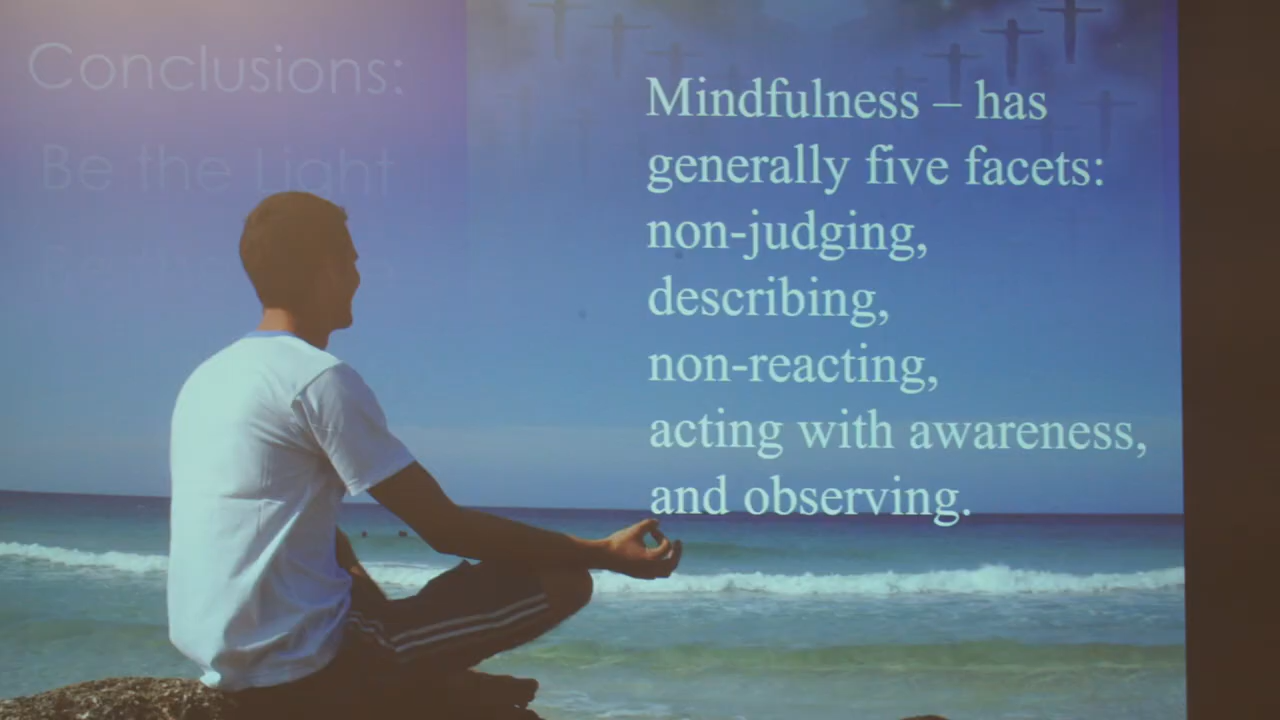 Conclusions:
Be the Light
Mindfulness – has
generally five facets:
non-judging,
describing,
non-reacting,
acting with awareness,
and observing.